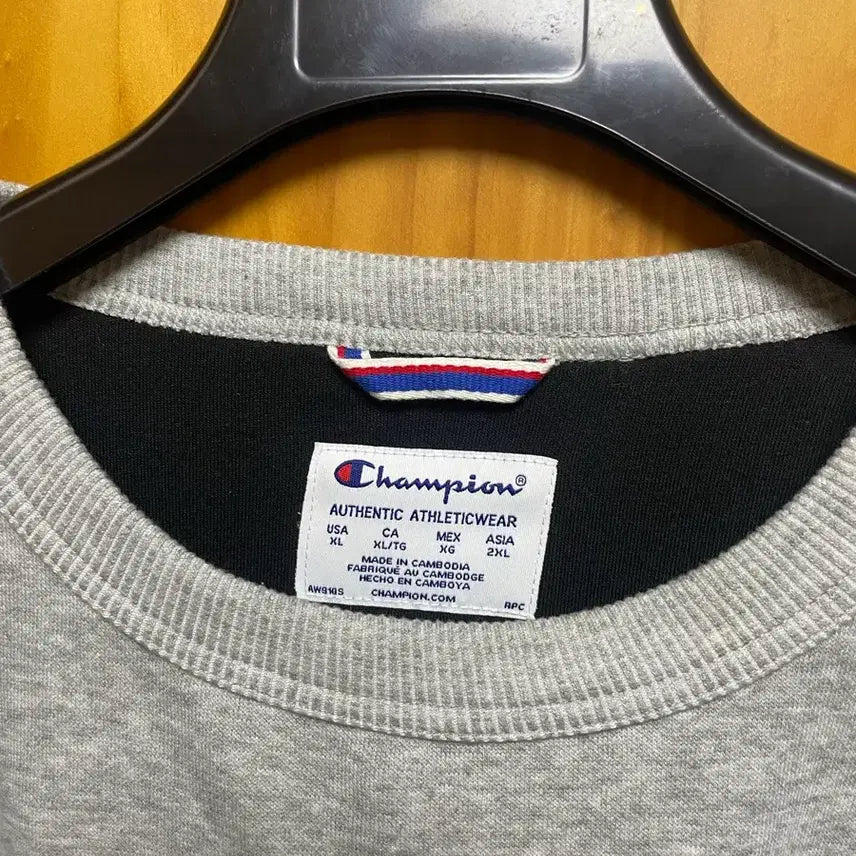 Champion®
AUTHENTIC ATHLETICWEAR
USA CA MEX ASIA
XL XL/TG XG 2XL
MADE IN CAMBODIA
FABRIQUÉ AU CAMBODGE
HECHO EN CAMBOYA
AW910S CHAMPION.COM RPC